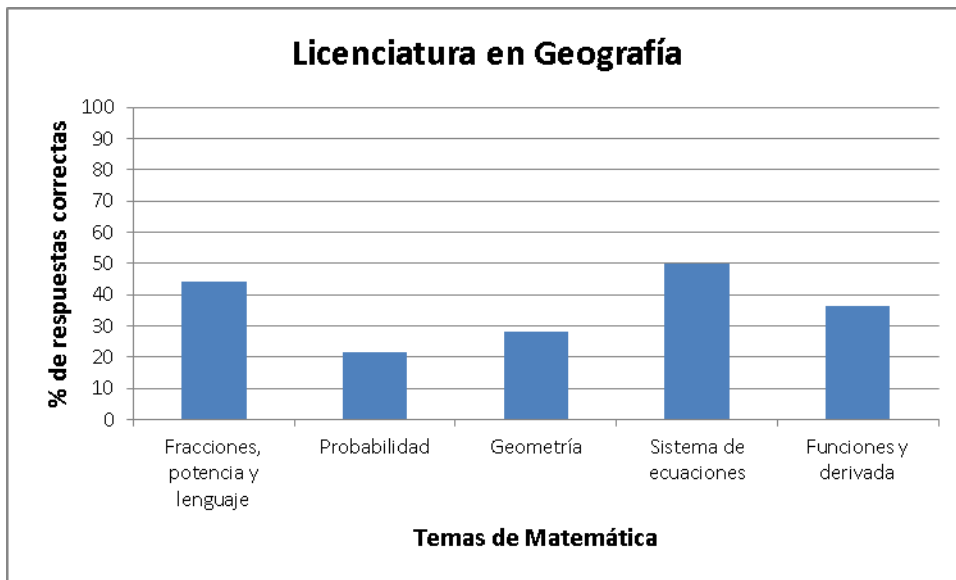 Licenciatura en Geografía
% de respuestas correctas
100
90
80
70
60
50
40
30
20
10
0
Fracciones,
potencia y
lenguaje
Probabilidad
Geometría
Sistema de
ecuaciones
Funciones y
derivada
Temas de Matemática